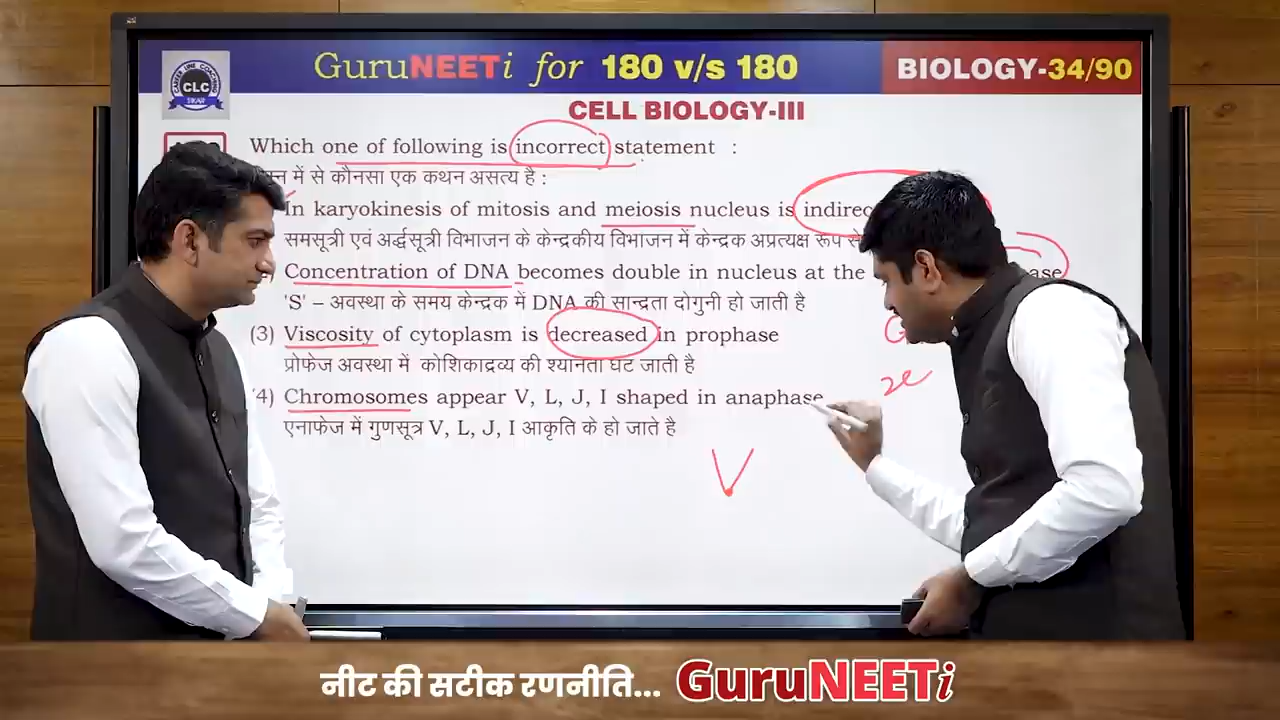 GuruNEETi for 180 v/s 180
BIOLOGY-34/90
CAREER LINE COACHING
CLC
SIKAR
CELL BIOLOGY-III
Which one of following is incorrect statement :
में से कौनसा एक कथन असत्य है :
In karyokinesis of mitosis and meiosis nucleus is
समसूत्री एवं अर्द्धसूत्री विभाजन के केन्द्रकीय विभाजन में केन्द्रक अप्रत्यक्ष रूप
Concentration of DNA becomes double in nucleus at the
'S' – अवस्था के समय केन्द्रक में DNA की सान्द्रता दोगुनी हो जाती है
(3) Viscosity of cytoplasm is decreased in prophase
प्रोफेज अवस्था में कोशिकाद्रव्य की श्यानता घट जाती है
(4) Chromosomes appear V, L, J, I shaped in anaphase
एनाफेज में गुणसूत्र V, L, J, I आकृति के हो जाते है
V
नीट की सटीक रणनीति... GuruNEETi